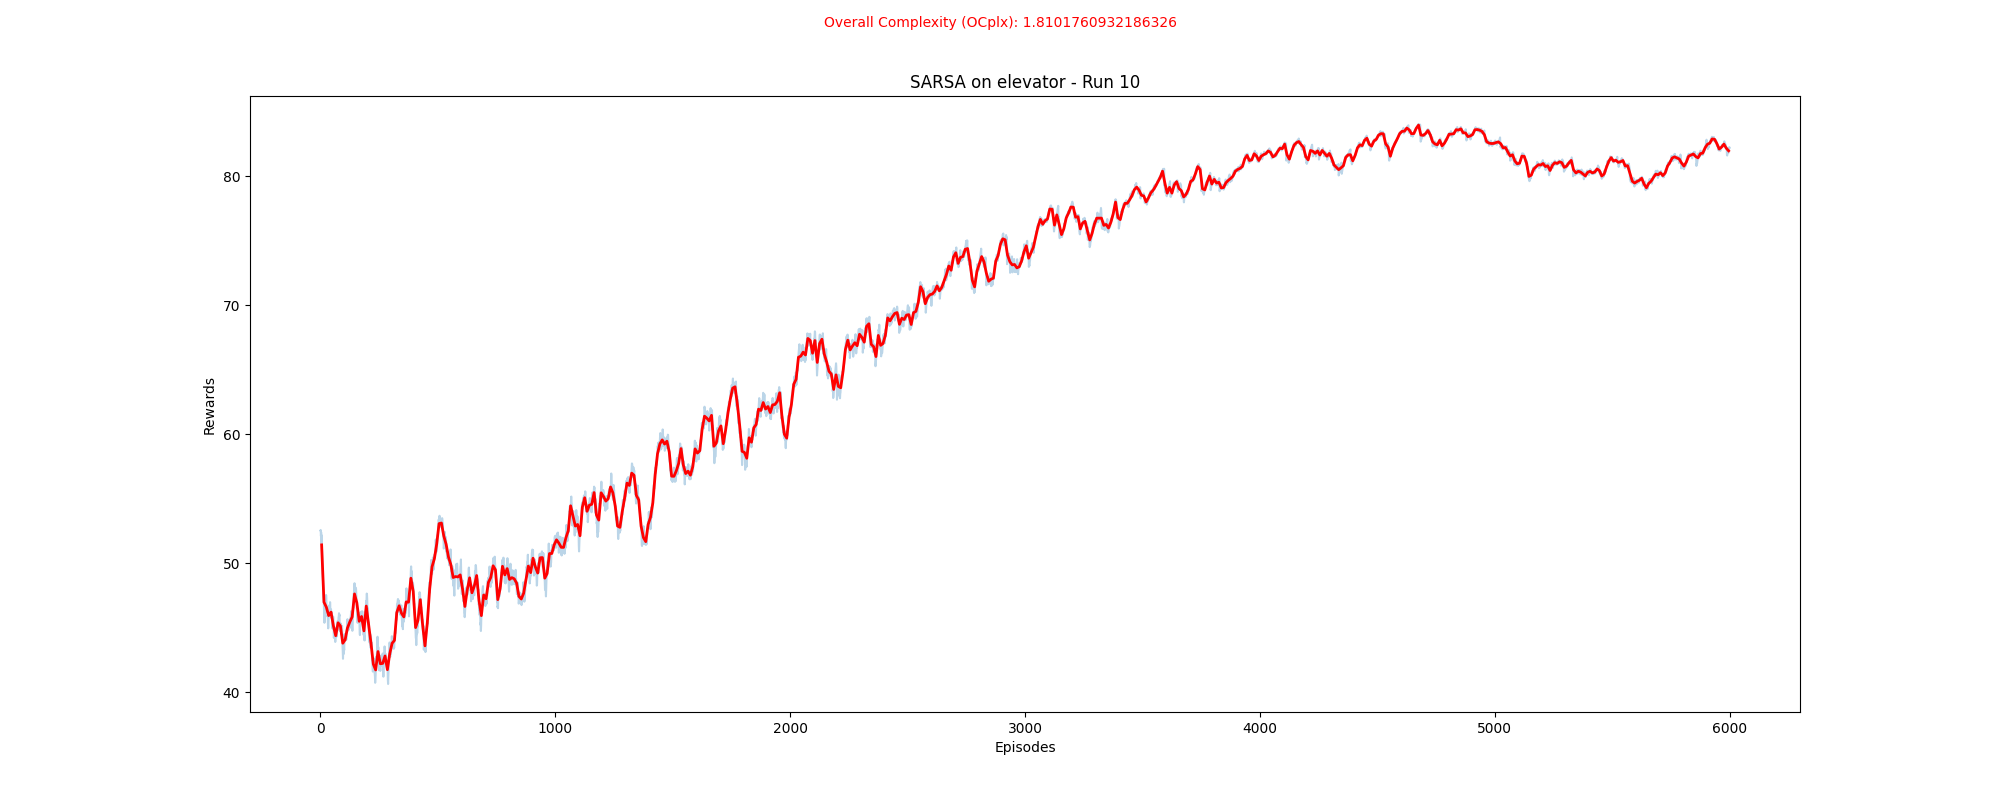 Overall Complexity (OCplx): 1.8101760932186326
SARSA on elevator - Run 10
Rewards
80
70
60
50
40
0 1000 2000 3000 4000 5000 6000
Episodes